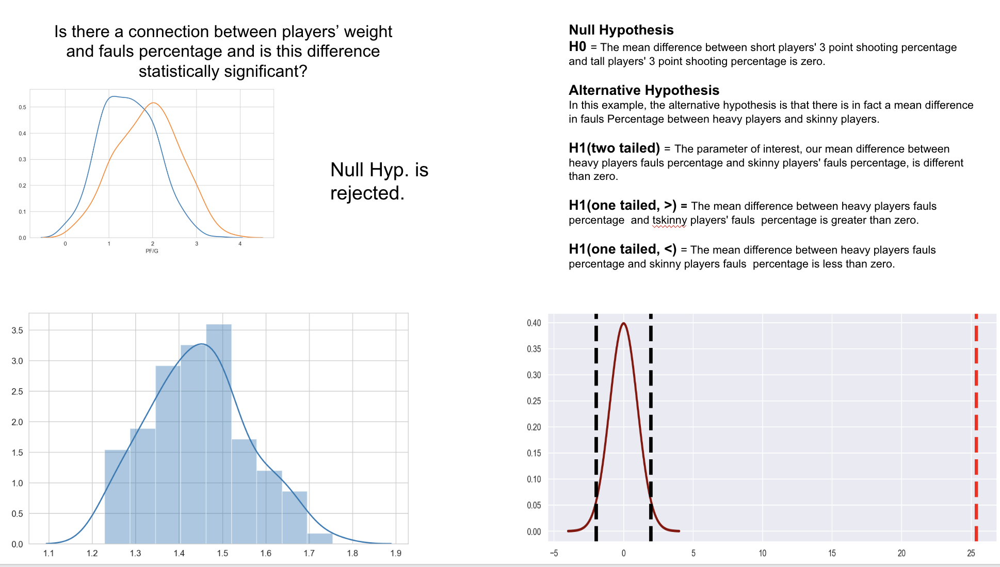 Is there a connection between players’ weight
and fauls percentage and is this difference
statistically significant?
0.5
0.4
0.3
0.2
0.1
0.0
0 1 2 3 4
PF/G
Null Hyp. is
rejected.
Null Hypothesis
H0 = The mean difference between short players' 3 point shooting percentage
and tall players' 3 point shooting percentage is zero.
Alternative Hypothesis
In this example, the alternative hypothesis is that there is in fact a mean difference
in fauls Percentage between heavy players and skinny players.
H1(two tailed) = The parameter of interest, our mean difference between
heavy players fauls percentage and skinny players' fauls percentage, is different
than zero.
H1(one tailed, >) = The mean difference between heavy players fauls
percentage and tskinny players' fauls percentage is greater than zero.
H1(one tailed, <) = The mean difference between heavy players fauls
percentage and skinny players fauls percentage is less than zero.
3.5
3.0
2.5
2.0
1.5
1.0
0.5
0.0
1.1 1.2 1.3 1.4 1.5 1.6 1.7 1.8 1.9
0.40
0.35
0.30
0.25
0.20
0.15
0.10
0.05
0.00
−5 0 5 10 15 20 25